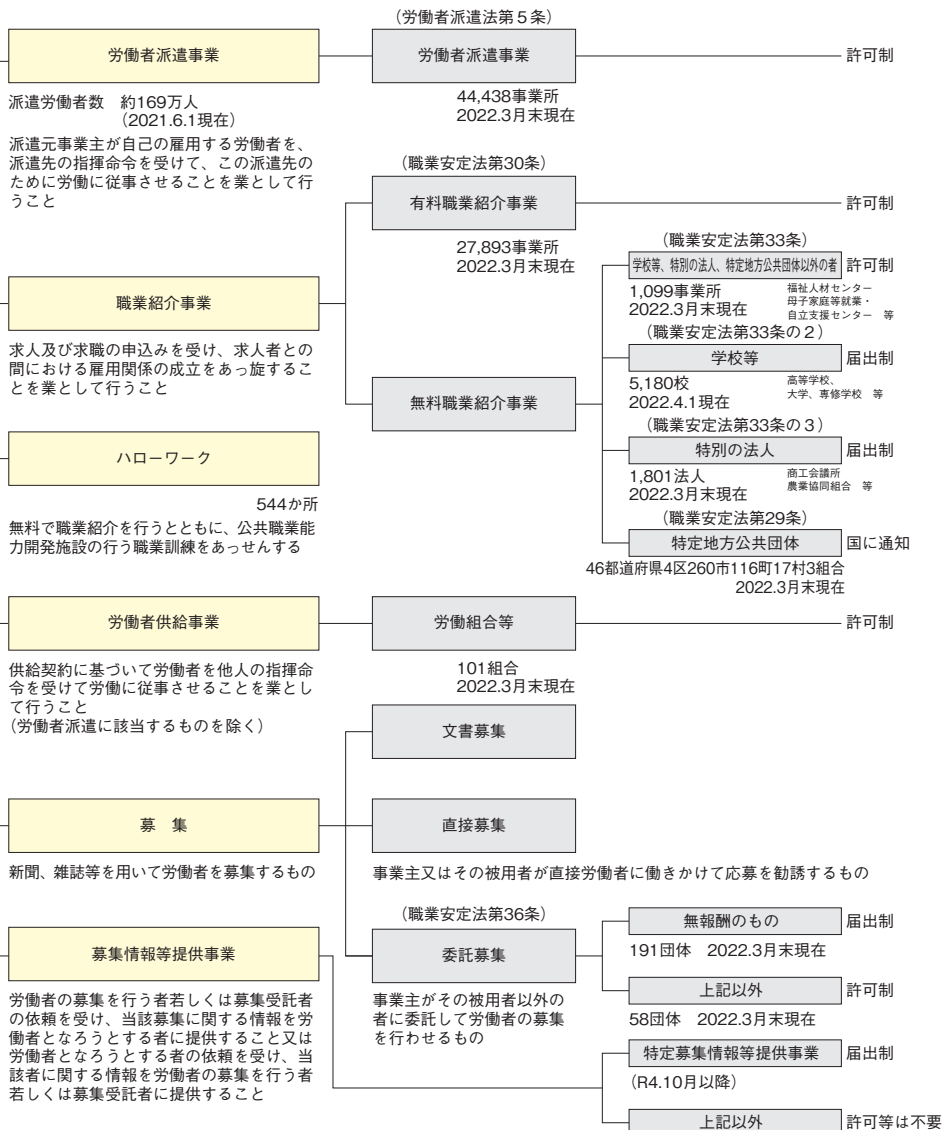 （労働者派遣法第５条）
労働者派遣事業
労働者派遣事業
許可制
派遣労働者数　約169万人
（2021.6.1現在）
派遣元事業主が自己の雇用する労働者を、
派遣先の指揮命令を受けて、この派遣先の
ために労働に従事させることを業として行
うこと
44,438事業所
2022.3月末現在
（職業安定法第30条）
有料職業紹介事業
許可制
27,893事業所
2022.3月末現在
職業紹介事業
求人及び求職の申込みを受け、求人者との
間における雇用関係の成立をあっ旋するこ
とを業として行うこと
無料職業紹介事業
（職業安定法第33条）
学校等、特別の法人、特定地方公共団体以外の者
許可制
1,099事業所
2022.3月末現在
福祉人材センター
母子家庭等就業・
自立支援センター　等
（職業安定法第33条の２）
学校等
届出制
5,180校
2022.4.1現在
高等学校、
大学、専修学校　等
（職業安定法第33条の３）
特別の法人
届出制
1,801法人
2022.3月末現在
商工会議所
農業協同組合　等
（職業安定法第29条）
特定地方公共団体
国に通知
46都道府県4区260市116町17村3組合
2022.3月末現在
ハローワーク
544か所
無料で職業紹介を行うとともに、公共職業能
力開発施設の行う職業訓練をあっせんする
労働者供給事業
労働組合等
許可制
供給契約に基づいて労働者を他人の指揮命
令を受けて労働に従事させることを業とし
て行うこと
（労働者派遣に該当するものを除く）
101組合
2022.3月末現在
文書募集
募　集
直接募集
新聞、雑誌等を用いて労働者を募集するもの
事業主又はその被用者が直接労働者に働きかけて応募を勧誘するもの
（職業安定法第36条）
委託募集
事業主がその被用者以外の
者に委託して労働者の募集
を行わせるもの
無報酬のもの
届出制
191団体　2022.3月末現在
上記以外
許可制
58団体　2022.3月末現在
募集情報等提供事業
労働者の募集を行う者若しくは募集受託者
の依頼を受け、当該募集に関する情報を労
働者となろうとする者に提供すること又は
労働者となろうとする者の依頼を受け、当
該者に関する情報を労働者の募集を行う者
若しくは募集受託者に提供すること
特定募集情報等提供事業
届出制
（R4.10月以降）
上記以外
許可等は不要